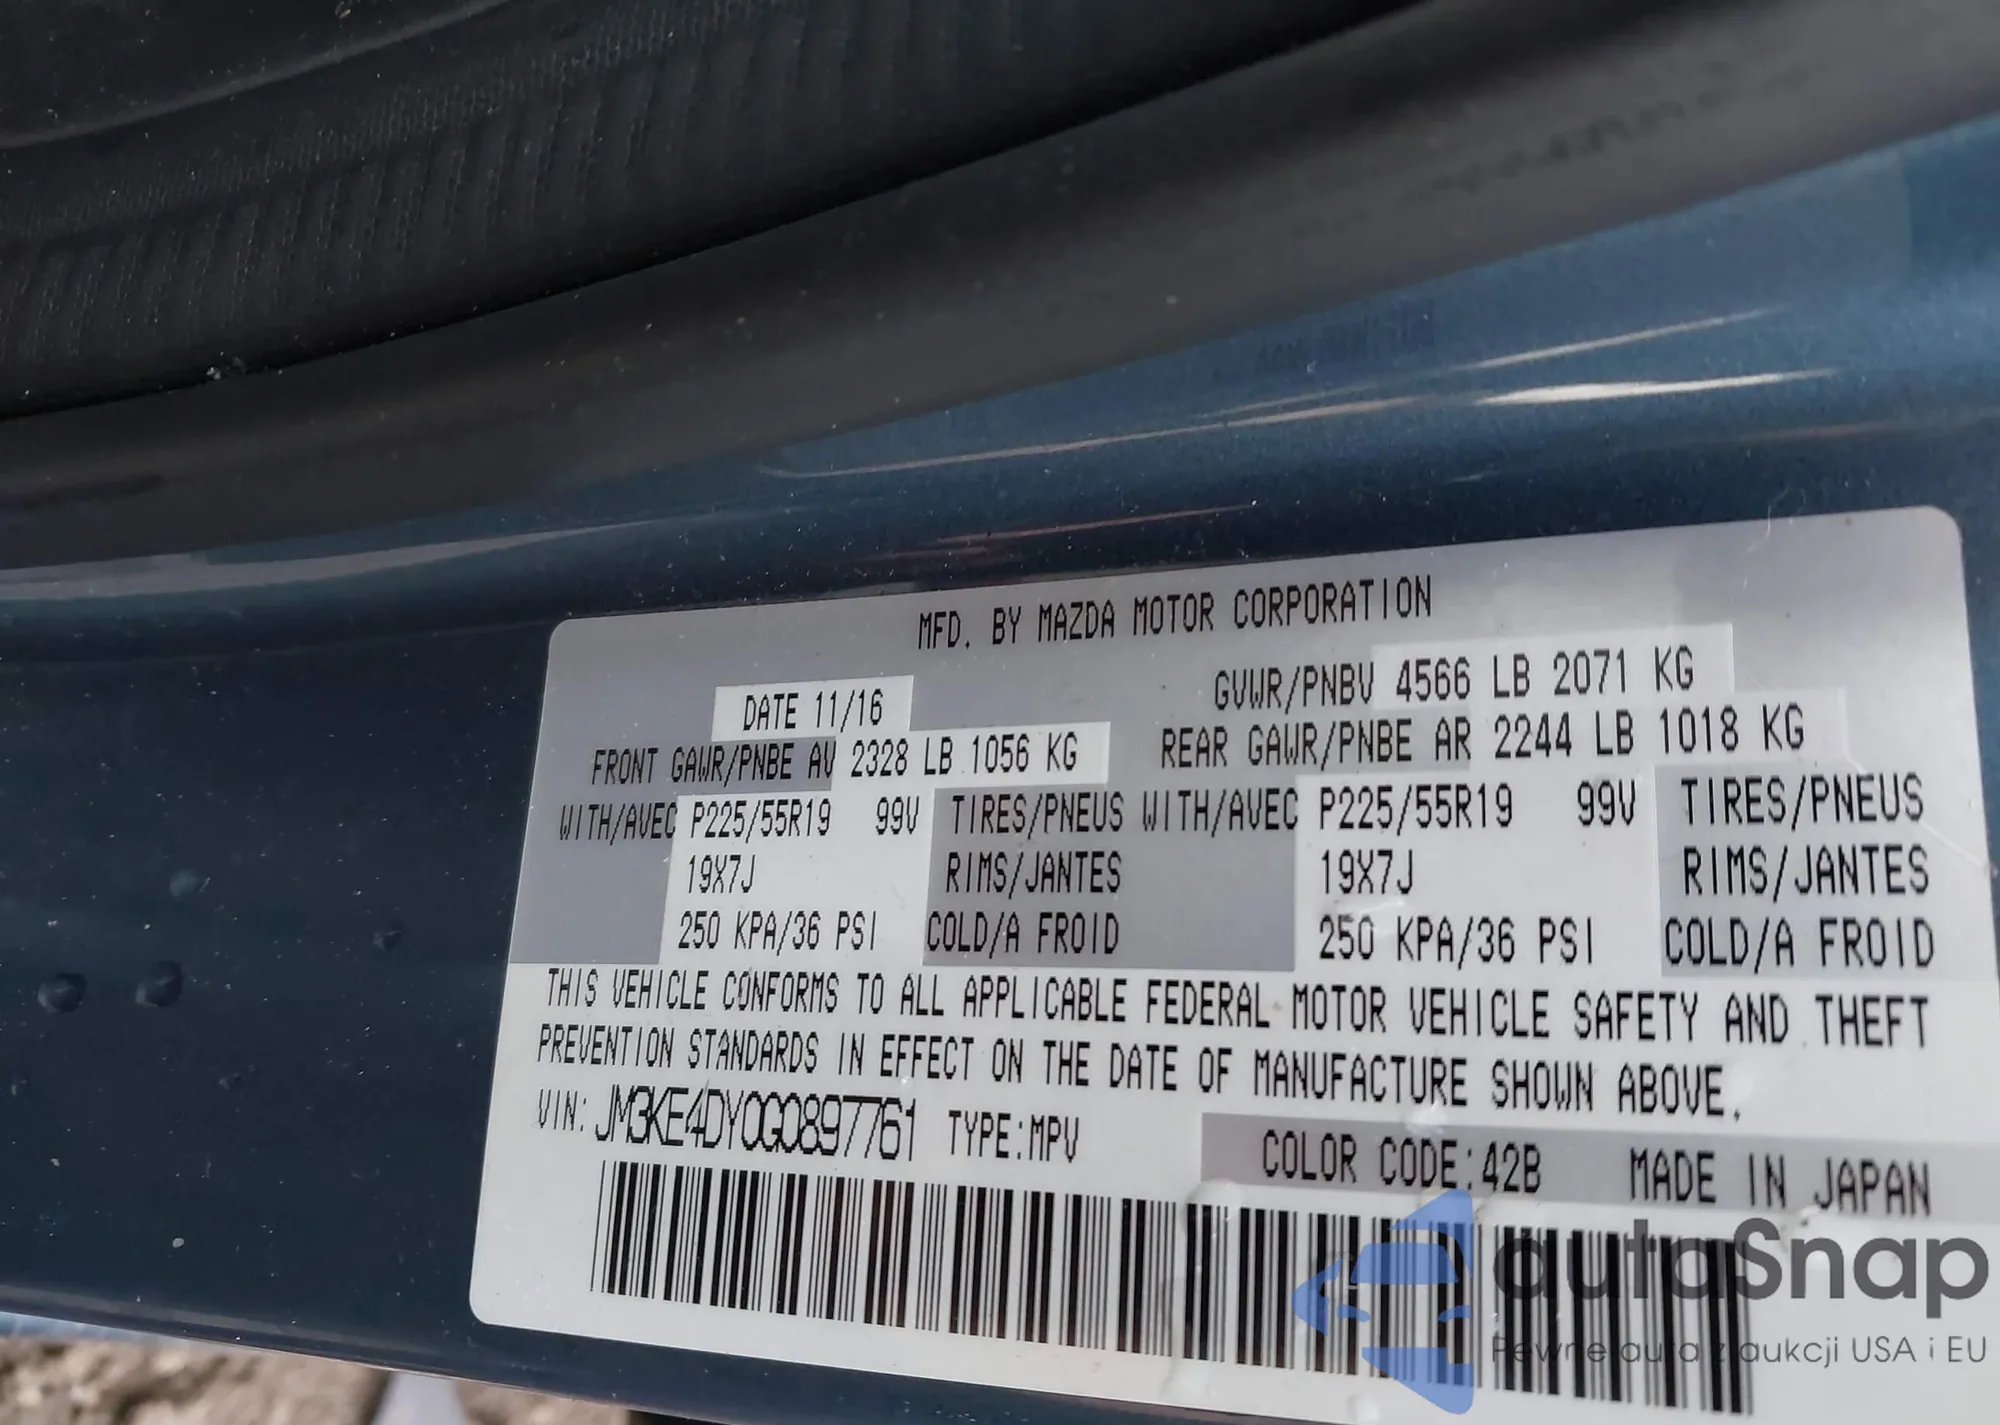 MFD. BY MAZDA MOTOR CORPORATION
DATE 11/16 GVWR/PNBV 4566 LB 2071 KG
FRONT GAWR/PNBE AV 2328 LB 1056 KG REAR GAWR/PNBE AR 2244 LB 1018 KG
WITH/AVEC P225/55R19 99V TIRES/PNEUS WITH/AVEC P225/55R19 99V TIRES/PNEUS
19X7J RIMS/JANTES 19X7J RIMS/JANTES
250 KPA/36 PSI COLD/A FROID 250 KPA/36 PSI COLD/A FROID
THIS VEHICLE CONFORMS TO ALL APPLICABLE FEDERAL MOTOR VEHICLE SAFETY AND THEFT
PREVENTION STANDARDS IN EFFECT ON THE DATE OF MANUFACTURE SHOWN ABOVE.
VIN: JM3KE4DY0G0897761 TYPE:MPV COLOR CODE:42B MADE IN JAPAN
autoSnap
Pewne auta z aukcji USA i EU